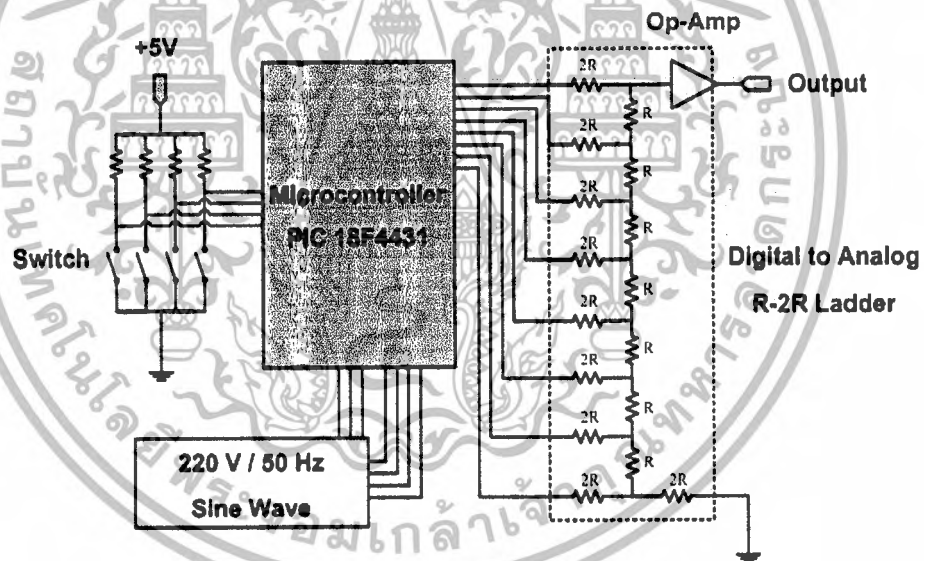 Op-Amp
+5V
2R
Output
R
2R
R
Microcontroller
PIC 18F4431
2R
R
Switch
2R
Digital to Analog
R
R-2R Ladder
2R
R
2R
R
2R
220 V / 50 Hz
Sine Wave
R
2R
2R